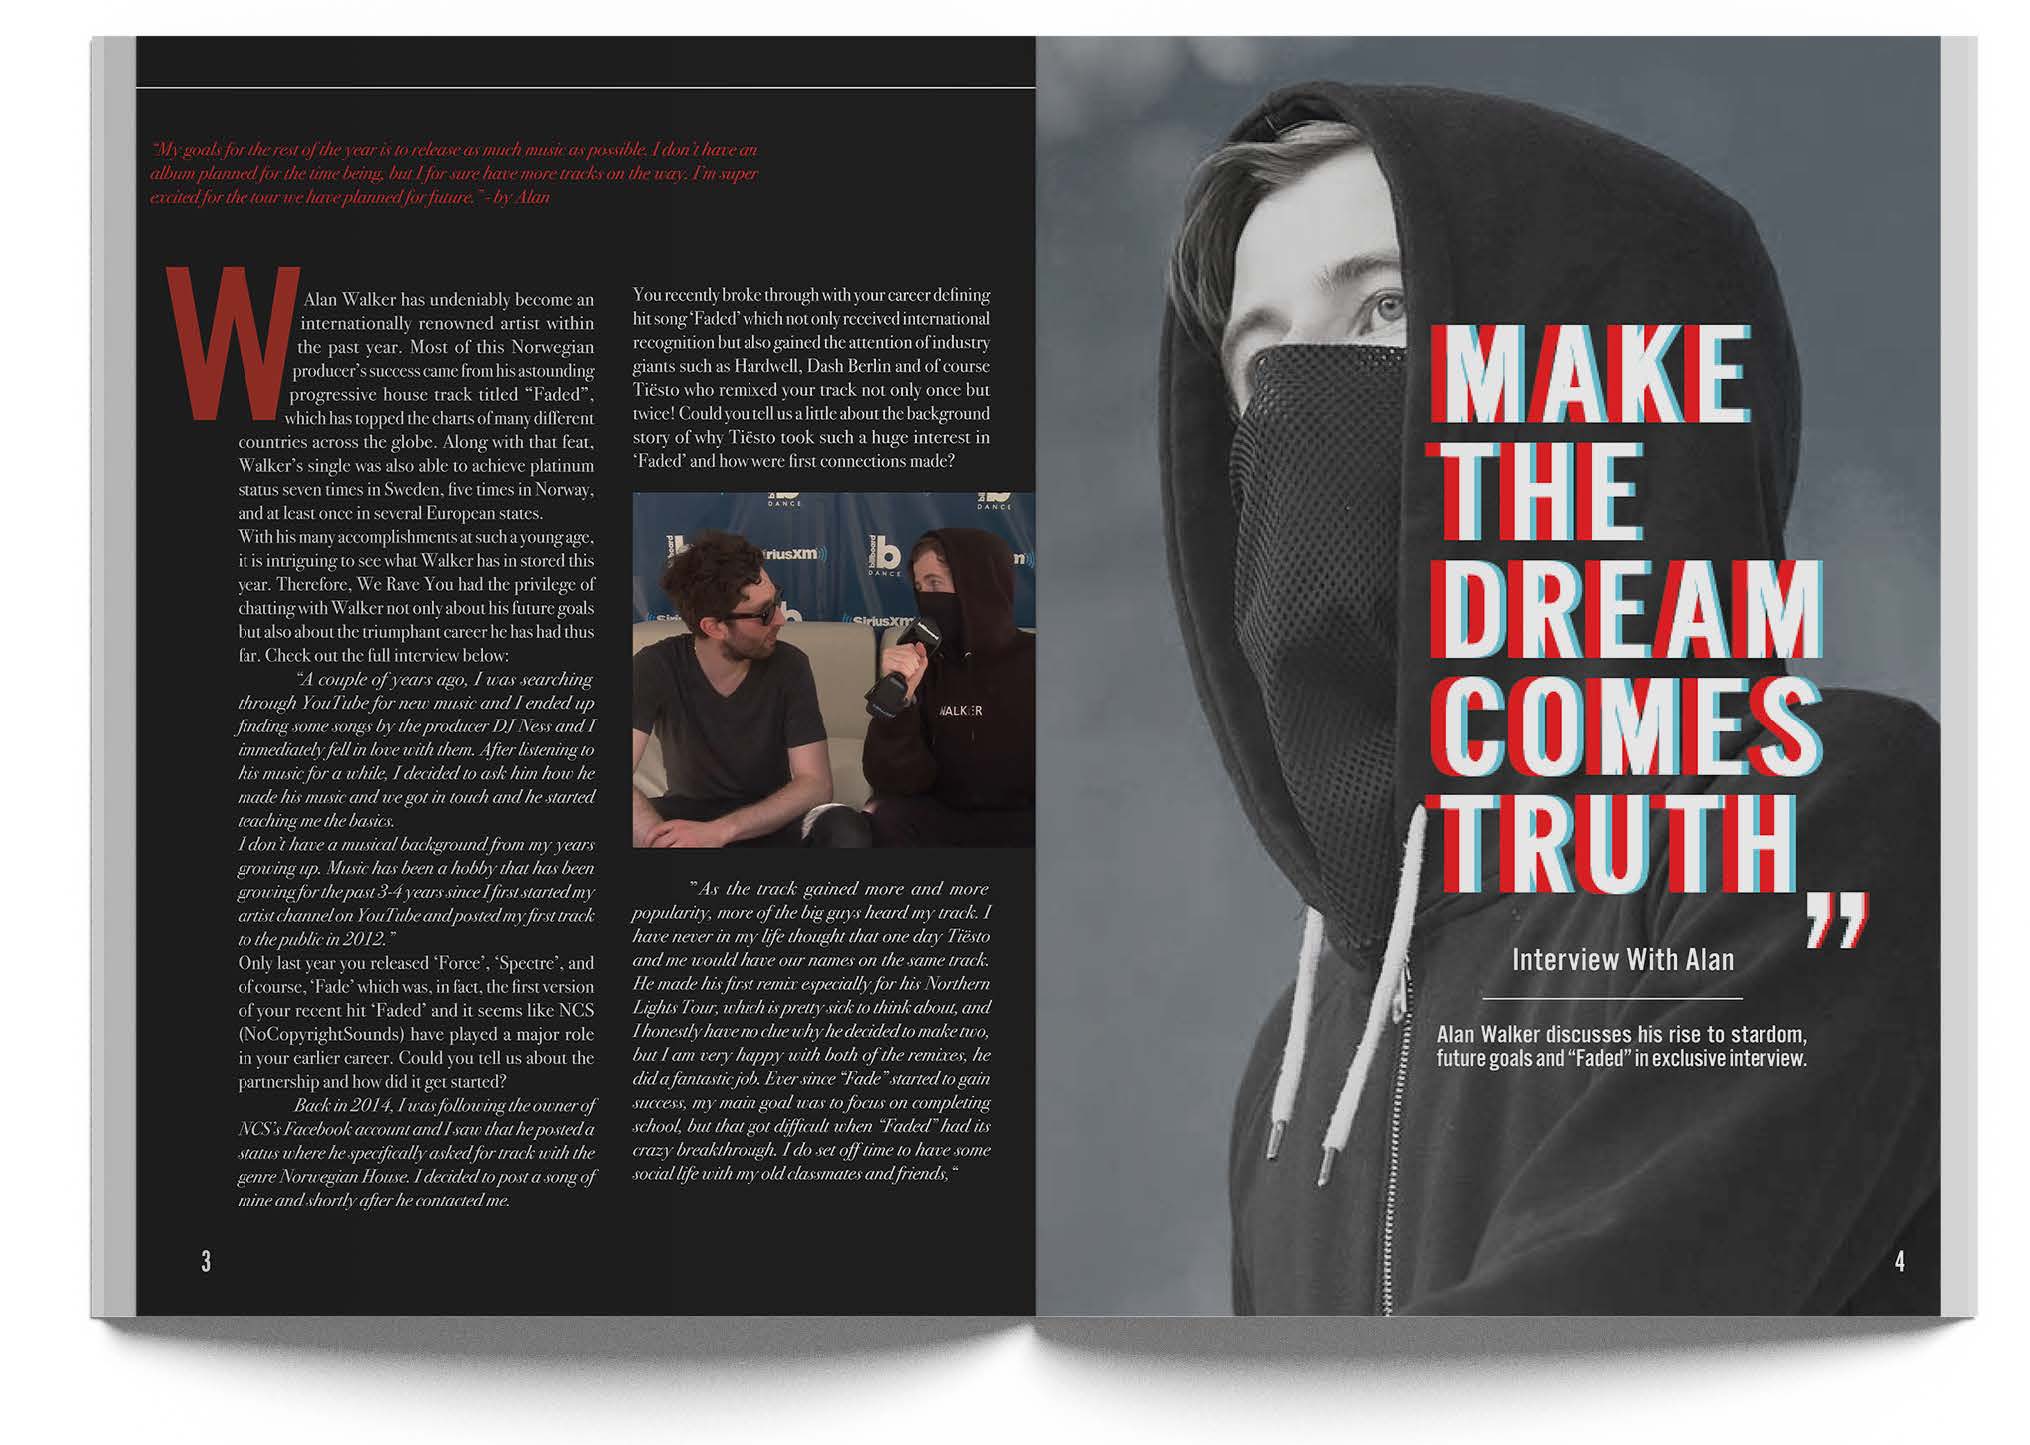 “My goals for the rest of the year is to release as much music as possible. I don’t have an
album planned for the time being, but I for sure have more tracks on the way. I’m super
excited for the tour we have planned for future.” - by Alan
W
Alan Walker has undeniably become an
internationally renowned artist within
the past year. Most of this Norwegian
producer’s success came from his astounding
progressive house track titled “Faded”,
which has topped the charts of many different
countries across the globe. Along with that feat,
Walker’s single was also able to achieve platinum
status seven times in Sweden, five times in Norway,
and at least once in several European states.
With his many accomplishments at such a young age,
it is intriguing to see what Walker has in stored this
year. Therefore, We Rave You had the privilege of
chatting with Walker not only about his future goals
but also about the triumphant career he has had thus
far. Check out the full interview below:
“A couple of years ago, I was searching
through YouTube for new music and I ended up
finding some songs by the producer DJ Ness and I
immediately fell in love with them. After listening to
his music for a while, I decided to ask him how he
made his music and we got in touch and he started
teaching me the basics.
I don’t have a musical background from my years
growing up. Music has been a hobby that has been
growing for the past 3-4 years since I first started my
artist channel on YouTube and posted my first track
to the public in 2012.”
Only last year you released ‘Force’, ‘Spectre’, and
of course, ‘Fade’ which was, in fact, the first version
of your recent hit ‘Faded’ and it seems like NCS
(NoCopyrightSounds) have played a major role
in your earlier career. Could you tell us about the
partnership and how did it get started?
Back in 2014, I was following the owner of
NCS’s Facebook account and I saw that he posted a
status where he specifically asked for track with the
genre Norwegian House. I decided to post a song of
mine and shortly after he contacted me.
You recently broke through with your career defining
hit song ‘Faded’ which not only received international
recognition but also gained the attention of industry
giants such as Hardwell, Dash Berlin and of course
Tiësto who remixed your track not only once but
twice! Could you tell us a little about the background
story of why Tiësto took such a huge interest in
‘Faded’ and how were first connections made?
b
DANCE
b
DANCE
billboard
riusxm
billboard
b
DANCE
m
Siri
b
SiriusXm
WALKER
”As the track gained more and more
popularity, more of the big guys heard my track. I
have never in my life thought that one day Tiësto
and me would have our names on the same track.
He made his first remix especially for his Northern
Lights Tour, which is pretty sick to think about, and
I honestly have no clue why he decided to make two,
but I am very happy with both of the remixes, he
did a fantastic job. Ever since “Fade” started to gain
success, my main goal was to focus on completing
school, but that got difficult when “Faded” had its
crazy breakthrough. I do set off time to have some
social life with my old classmates and friends,“
3
MAKE
THE
DREAM
COMES
TRUTH
”
Interview With Alan
Alan Walker discusses his rise to stardom,
future goals and “Faded” in exclusive interview.
4